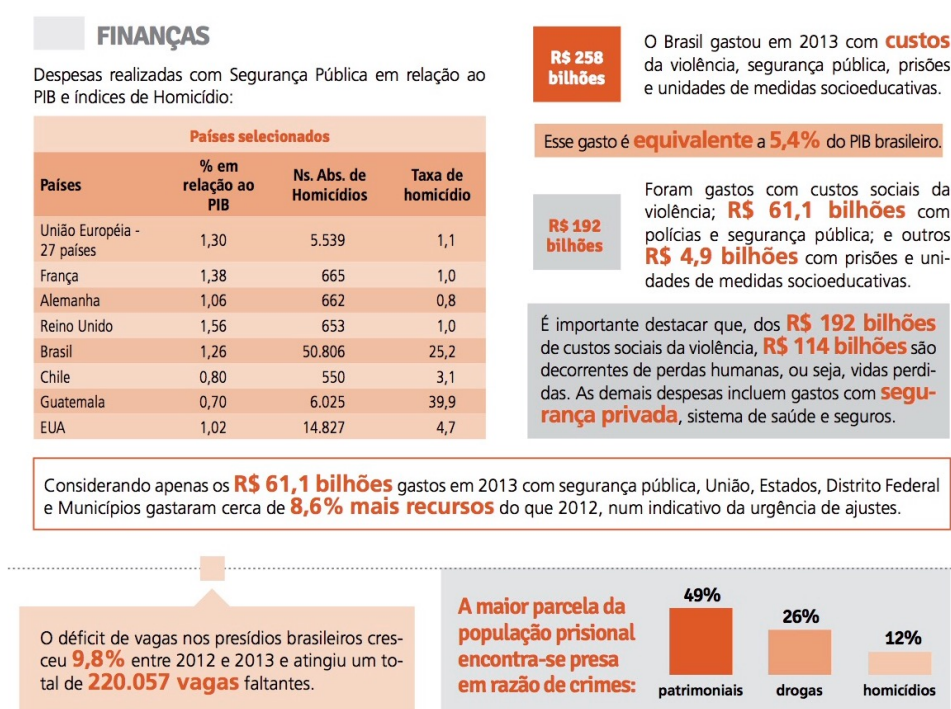 FINANÇAS
Despesas realizadas com Segurança Pública em relação ao
PIB e índices de Homicídio:
Países selecionados
Países % em relação ao PIB Ns. Abs. de Homicídios Taxa de homicídio
União Européia - 27 países 1,30 5.539 1,1
França 1,38 665 1,0
Alemanha 1,06 662 0,8
Reino Unido 1,56 653 1,0
Brasil 1,26 50.806 25,2
Chile 0,80 550 3,1
Guatemala 0,70 6.025 39,9
EUA 1,02 14.827 4,7
R$ 258
bilhões
O Brasil gastou em 2013 com custos
da violência, segurança pública, prisões
e unidades de medidas socioeducativas.
Esse gasto é equivalente a 5,4% do PIB brasileiro.
R$ 192
bilhões
Foram gastos com custos sociais da
violência; R$ 61,1 bilhões com
polícias e segurança pública; e outros
R$ 4,9 bilhões com prisões e uni-
dades de medidas socioeducativas.
É importante destacar que, dos R$ 192 bilhões
de custos sociais da violência, R$ 114 bilhões são
decorrentes de perdas humanas, ou seja, vidas perdi-
das. As demais despesas incluem gastos com segu-
rança privada, sistema de saúde e seguros.
Considerando apenas os R$ 61,1 bilhões gastos em 2013 com segurança pública, União, Estados, Distrito Federal
e Municípios gastaram cerca de 8,6% mais recursos do que 2012, num indicativo da urgência de ajustes.
O déficit de vagas nos presídios brasileiros cres-
ceu 9,8% entre 2012 e 2013 e atingiu um to-
tal de 220.057 vagas faltantes.
A maior parcela da
população prisional
encontra-se presa
em razão de crimes:
49%
26%
12%
patrimoniais drogas homicídios